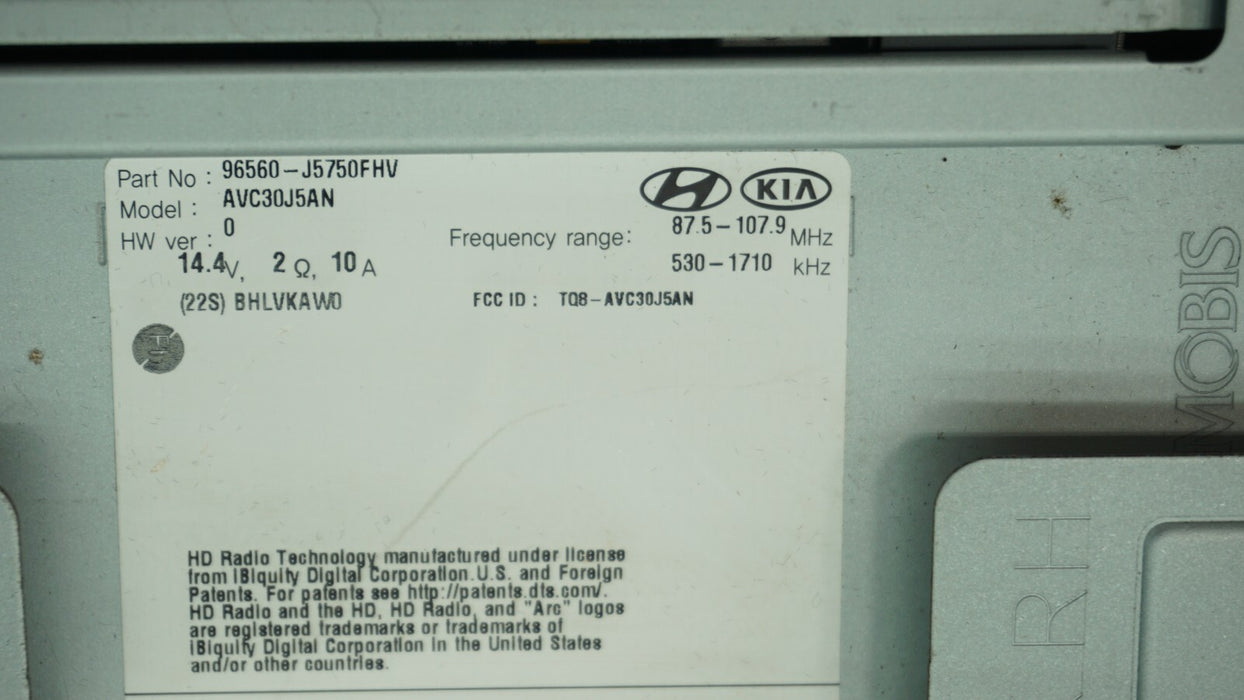 Part No : 96560-J5750FHV
Model : AVC30J5AN
HW ver : 0
14.4V, 2 Ω, 10 A
(22S) BHLVKAW0
KIA
Frequency range: 87.5-107.9 MHz
530-1710 kHz
FCC ID : TQ8-AVC30J5AN
HD Radio Technology manufactured under license
from iBiquity Digital Corporation.U.S. and Foreign
Patents. For patents see http://patents.dts.com/.
HD Radio and the HD, HD Radio, and "Arc" logos
are registered trademarks or trademarks of
iBiquity Digital Corporation in the United States
and/or other countries.
MOBIS
RH